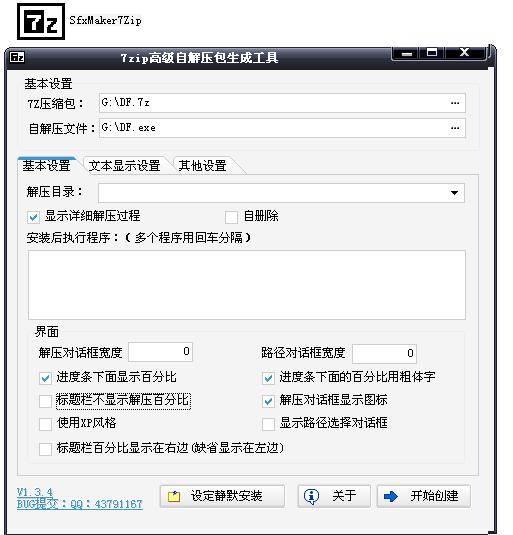 7z SfxMaker7Zip
7z 7zip高级自解压包生成工具
基本设置
7Z压缩包： G:\DF.7z ...
自解压文件： G:\DF.exe ...
基本设置 文本显示设置 其他设置
解压目录：
显示详细解压过程 自删除
安装后执行程序：（多个程序用回车分隔）
界面
解压对话框宽度 0 路径对话框宽度 0
进度条下面显示百分比 进度条下面的百分比用粗体字
标题栏不显示解压百分比 解压对话框显示图标
使用XP风格 显示路径选择对话框
标题栏百分比显示在右边(缺省显示在左边)
V1.3.4
BUG提交：QQ：43791167
设定静默安装 关于 开始创建